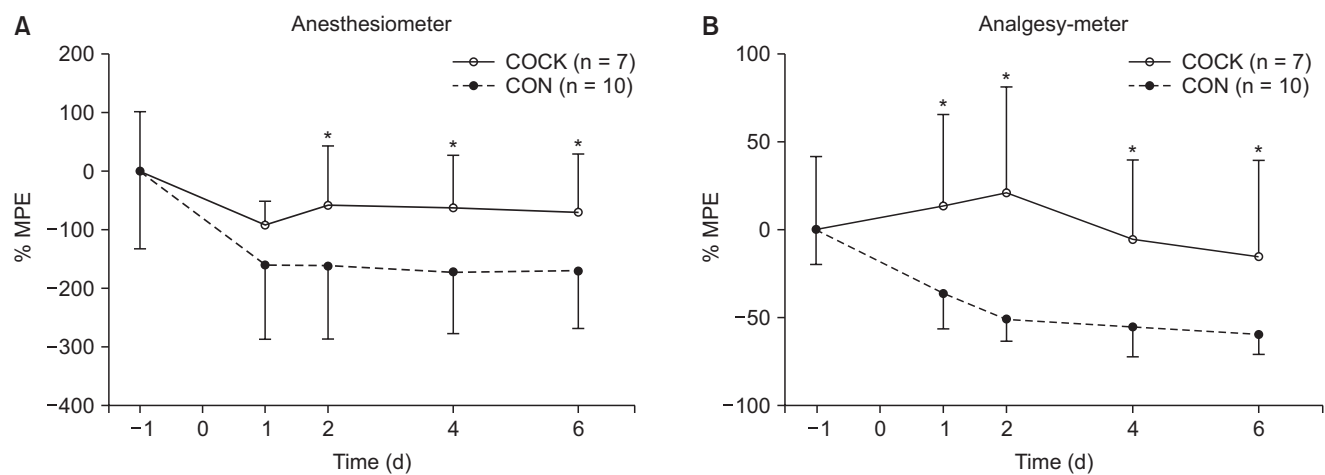 A
Anesthesiometer
COCK (n = 7)
CON (n = 10)
200
100
0
−100
−200
−300
−400
% MPE
* * *
−1 0 1 2 4 6
Time (d)
B
Analgesy-meter
COCK (n = 7)
CON (n = 10)
100
50
0
−50
−100
% MPE
* * * *
−1 0 1 2 4 6
Time (d)